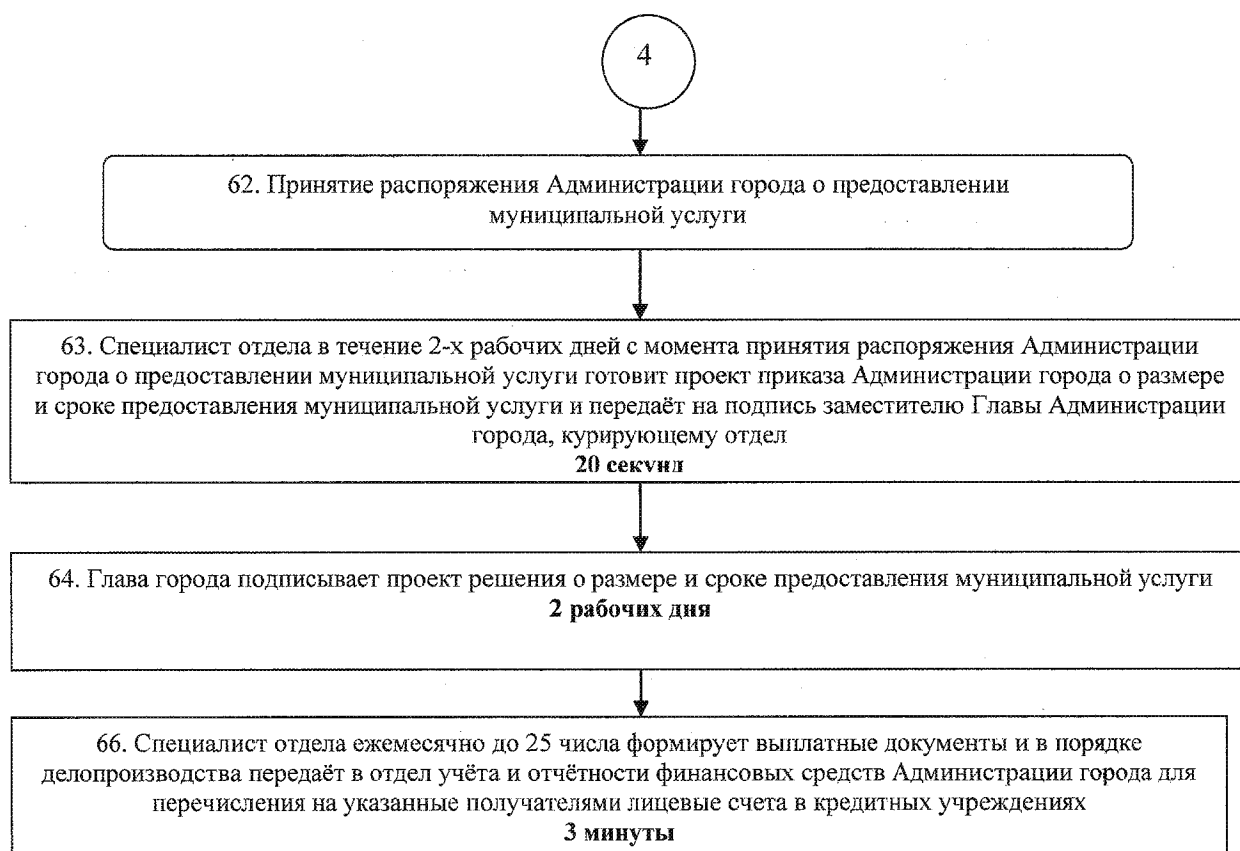 4
62. Принятие распоряжения Администрации города о предоставлении
муниципальной услуги
63. Специалист отдела в течение 2-х рабочих дней с момента принятия распоряжения Администрации
города о предоставлении муниципальной услуги готовит проект приказа Администрации города о размере
и сроке предоставления муниципальной услуги и передаёт на подпись заместителю Главы Администрации
города, курирующему отдел
20 секунд
64. Глава города подписывает проект решения о размере и сроке предоставления муниципальной услуги
2 рабочих дня
66. Специалист отдела ежемесячно до 25 числа формирует выплатные документы и в порядке
делопроизводства передаёт в отдел учёта и отчётности финансовых средств Администрации города для
перечисления на указанные получателями лицевые счета в кредитных учреждениях
3 минуты